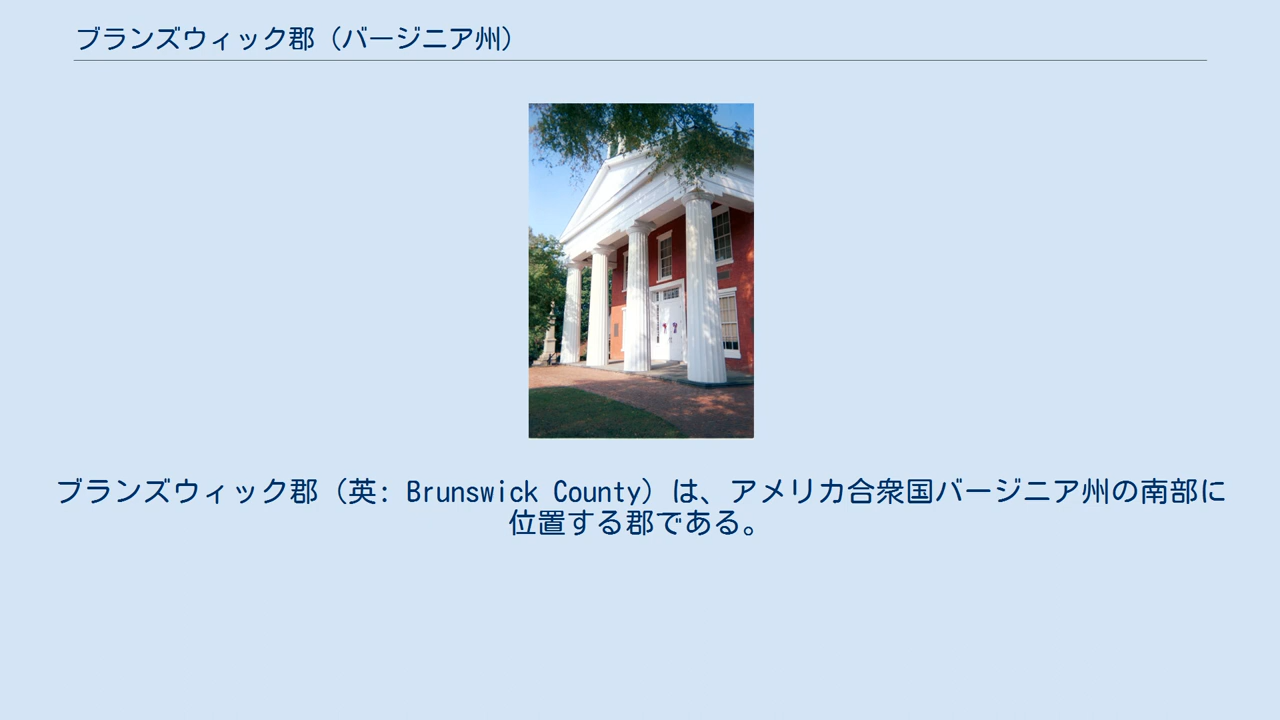 ブランズウィック郡（バージニア州）
ブランズウィック郡（英: Brunswick County）は、アメリカ合衆国バージニア州の南部に
位置する郡である。